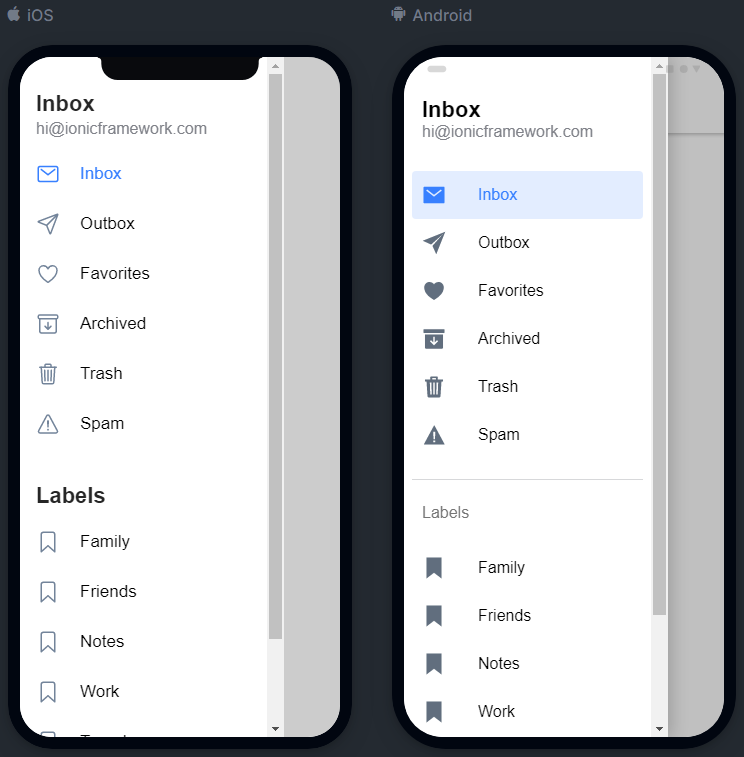 iOS
Inbox
hi@ionicframework.com
Inbox
Outbox
Favorites
Archived
Trash
Spam
Labels
Family
Friends
Notes
Work
Android
Inbox
hi@ionicframework.com
Inbox
Outbox
Favorites
Archived
Trash
Spam
Labels
Family
Friends
Notes
Work